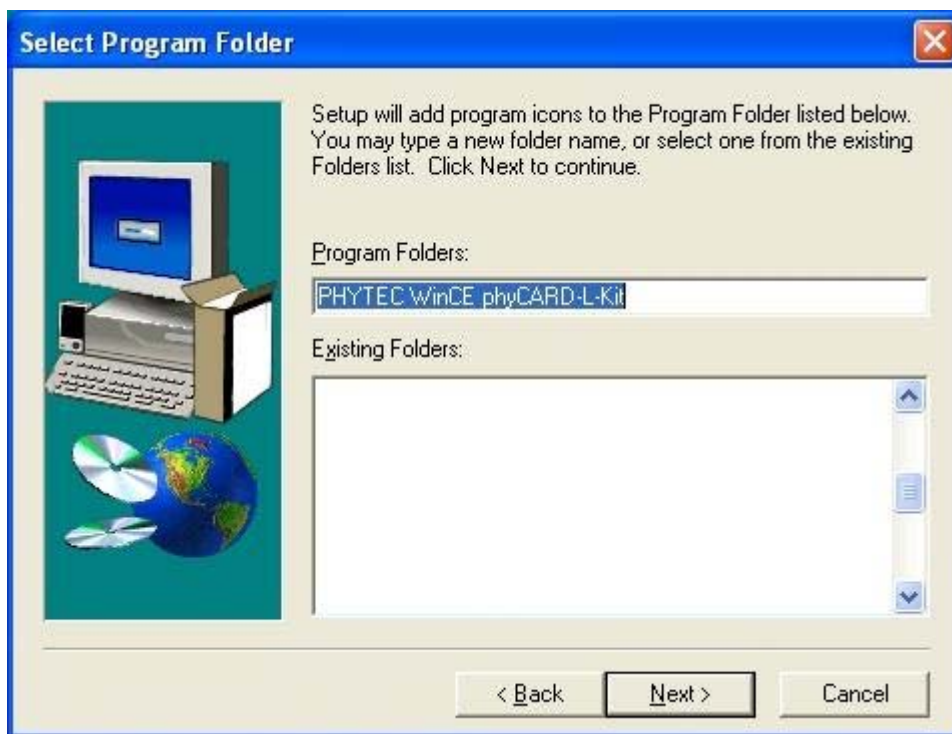 Select Program Folder
Setup will add program icons to the Program Folder listed below.
You may type a new folder name, or select one from the existing
Folders list. Click Next to continue.
Program Folders:
PHYTEC WinCE phyCARD-L-Kit
Existing Folders:
< Back
Next >
Cancel